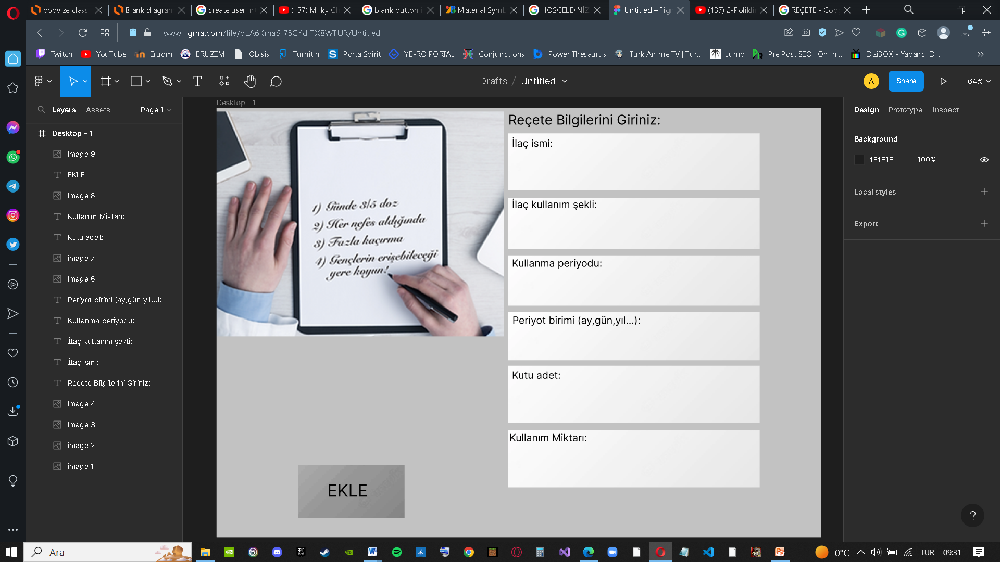 oopvize class
Blank diagram
create user in
(137) Milky Ch
blank button i
Material Symb
HOŞGELDİNİZ
Untitled – Figm
(137) 2-Polikli
REÇETE - Goo
www.figma.com/file/qLA6KmaSf75G4dfTX8WTUR/Untitled
Twitch
YouTube
Erudm
ERUZEM
Obisis
Turnitin
PortalSpirit
YE-RO PORTAL
Conjunctions
Power Thesaurus
Türk Anime TV | Tür...
Jump
Pre Post SEO : Onlin...
DiziBOX - Yabancı D...
Drafts / Untitled
A
Share
64%
Layers
Assets
Page 1
Desktop - 1
image 9
EKLE
image 8
Kullanım Miktarı:
Kutu adet:
image 7
image 6
Periyot birimi (ay,gün,yıl...):
Kullanma periyodu:
İlaç kullanım şekli:
İlaç ismi:
Reçete Bilgilerini Giriniz:
image 4
image 3
image 2
image 1
Desktop - 1
1) Günde 3/5 doz
2) Her nefes aldığında
3) Fazla kaçırma
4) Gençlerin erişebileceği
yere koyun!
EKLE
Reçete Bilgilerini Giriniz:
İlaç ismi:
İlaç kullanım şekli:
Kullanma periyodu:
Periyot birimi (ay,gün,yıl...):
Kutu adet:
Kullanım Miktarı:
Design
Prototype
Inspect
Background
1E1E1E
100%
Local styles
Export
?
Ara
0°C
TUR
09:31